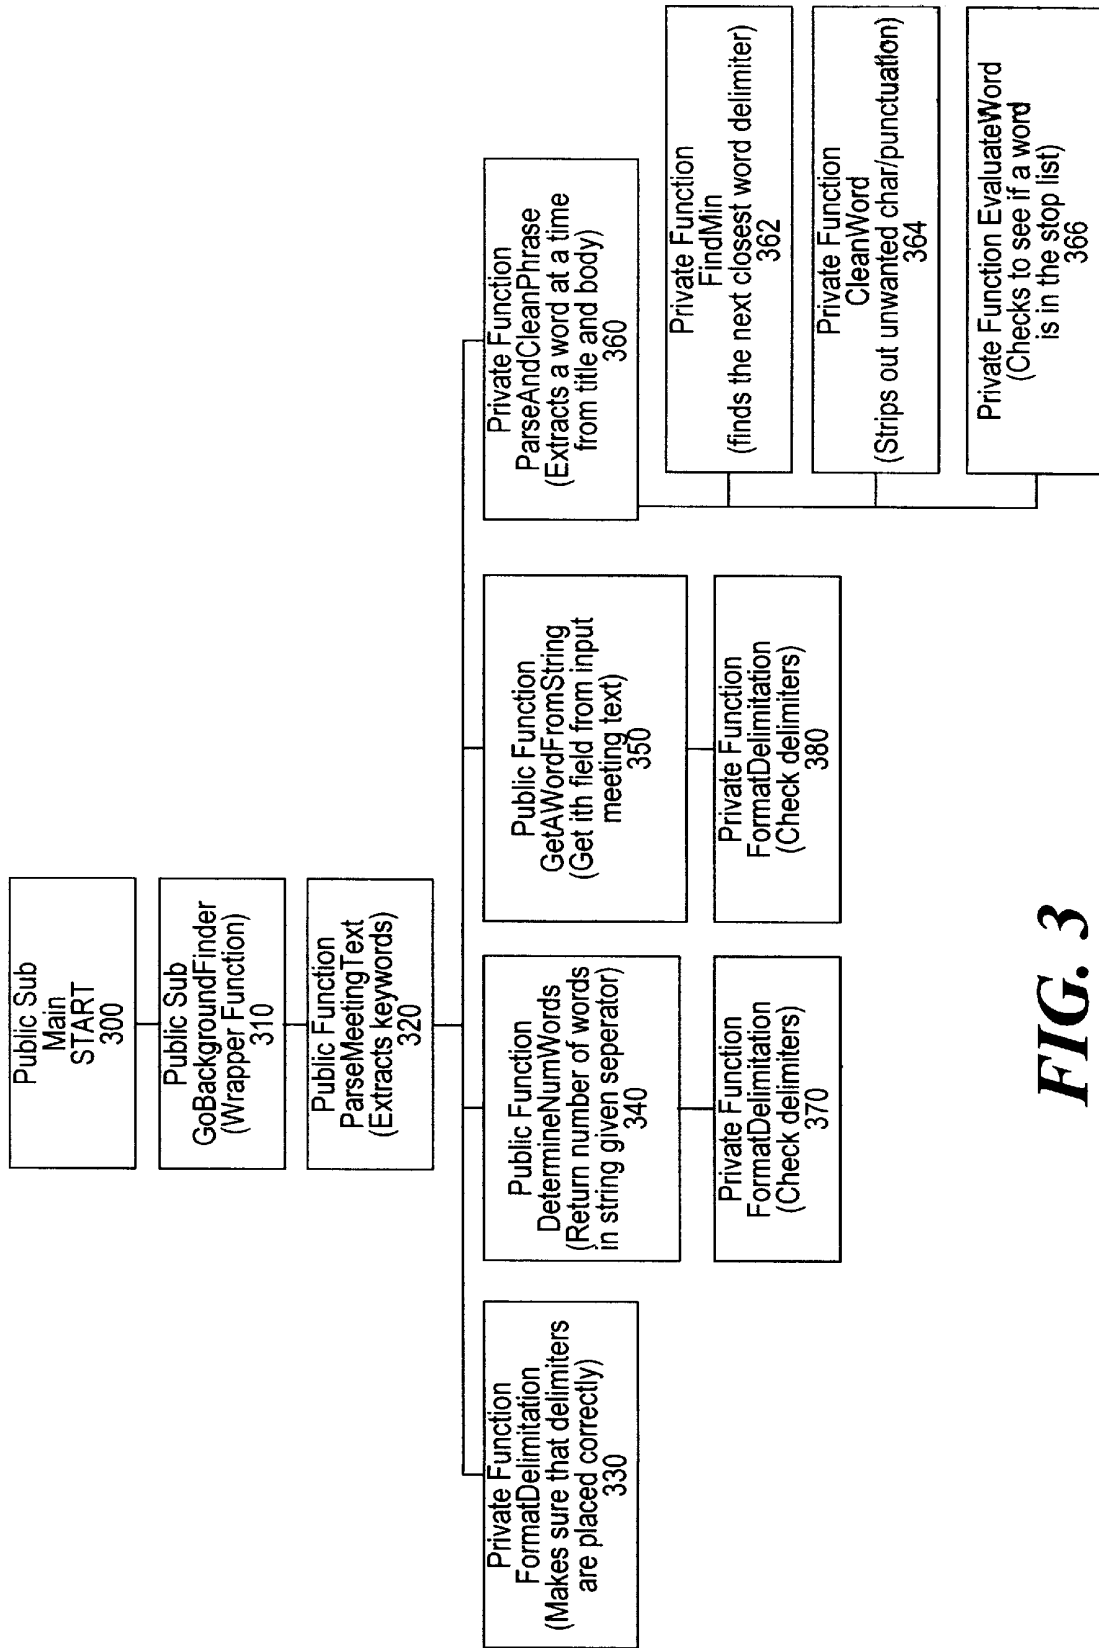 Public Sub
Main
START
300
Public Sub
GoBackgroundFinder
(Wrapper Function)
310
Public Function
ParseMeetingText
(Extracts keywords)
320
Private Function
FormatDelimitation
(Makes sure that delimiters
are placed correctly)
330
Public Function
DetermineNumWords
(Return number of words
in string given seperator)
340
Private Function
FormatDelimitation
(Check delimiters)
370
Public Function
GetAWordFromString
(Get ith field from input
meeting text)
350
Private Function
FormatDelimitation
(Check delimiters)
380
Private Function
ParseAndCleanPhrase
(Extracts a word at a time
from title and body)
360
Private Function
FindMin
(finds the next closest word delimiter)
362
Private Function
CleanWord
(Strips out unwanted char/punctuation)
364
Private Function EvaluateWord
(Checks to see if a word
is in the stop list)
366
FIG. 3